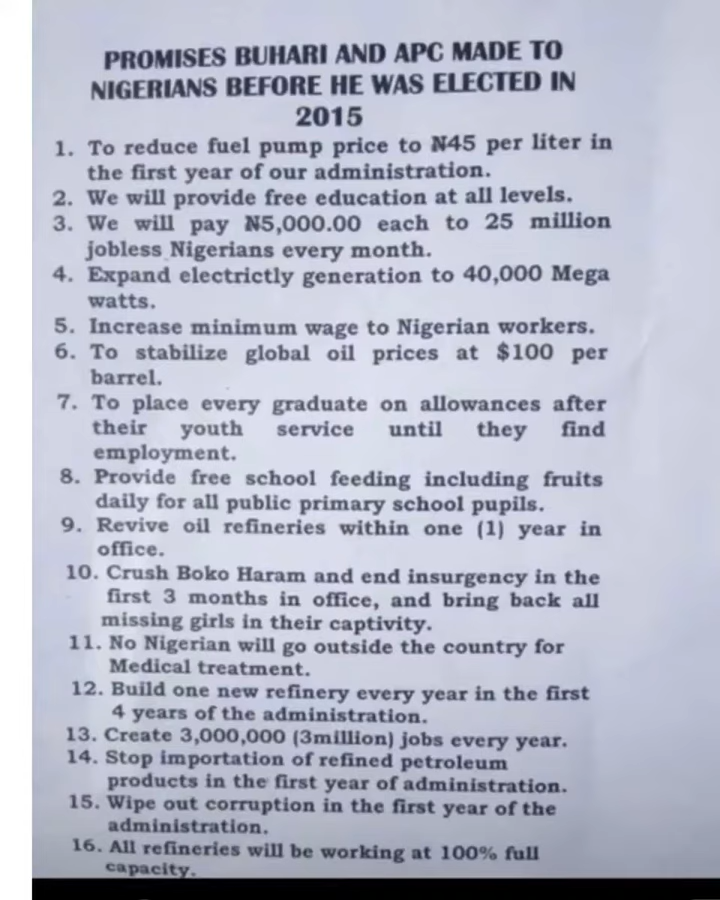 PROMISES BUHARI AND APC MADE TO
NIGERIANS BEFORE HE WAS ELECTED IN
2015
1. To reduce fuel pump price to ₦45 per liter in
the first year of our administration.
2. We will provide free education at all levels.
3. We will pay ₦5,000.00 each to 25 million
jobless Nigerians every month.
4. Expand electrictly generation to 40,000 Mega
watts.
5. Increase minimum wage to Nigerian workers.
6. To stabilize global oil prices at $100 per
barrel.
7. To place every graduate on allowances after
their youth service until they find
employment.
8. Provide free school feeding including fruits
daily for all public primary school pupils.
9. Revive oil refineries within one (1) year in
office.
10. Crush Boko Haram and end insurgency in the
first 3 months in office, and bring back all
missing girls in their captivity.
11. No Nigerian will go outside the country for
Medical treatment.
12. Build one new refinery every year in the first
4 years of the administration.
13. Create 3,000,000 (3million) jobs every year.
14. Stop importation of refined petroleum
products in the first year of administration.
15. Wipe out corruption in the first year of the
administration.
16. All refineries will be working at 100% full
capacity.